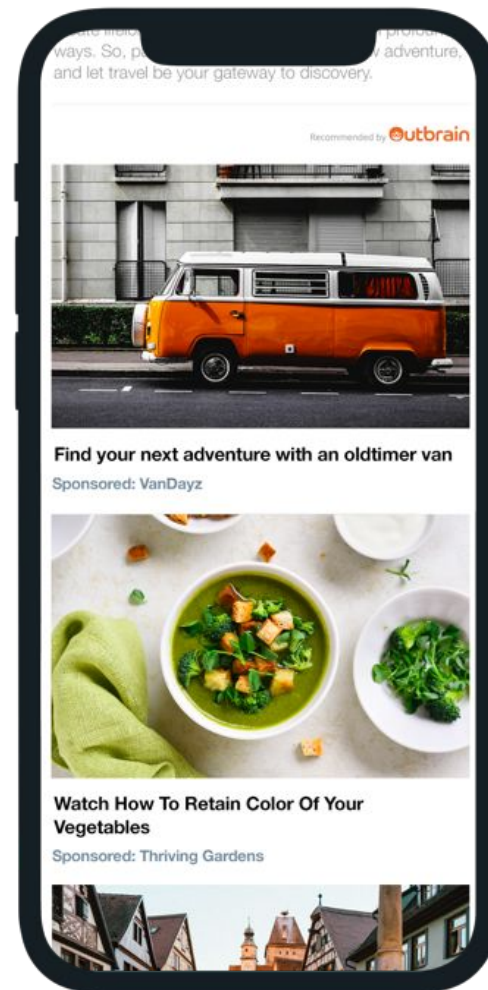 ways. So, adventure,
and let travel be your gateway to discovery.
Recommended by Outbrain
Find your next adventure with an oldtimer van
Sponsored: VanDayz
Watch How To Retain Color Of Your
Vegetables
Sponsored: Thriving Gardens